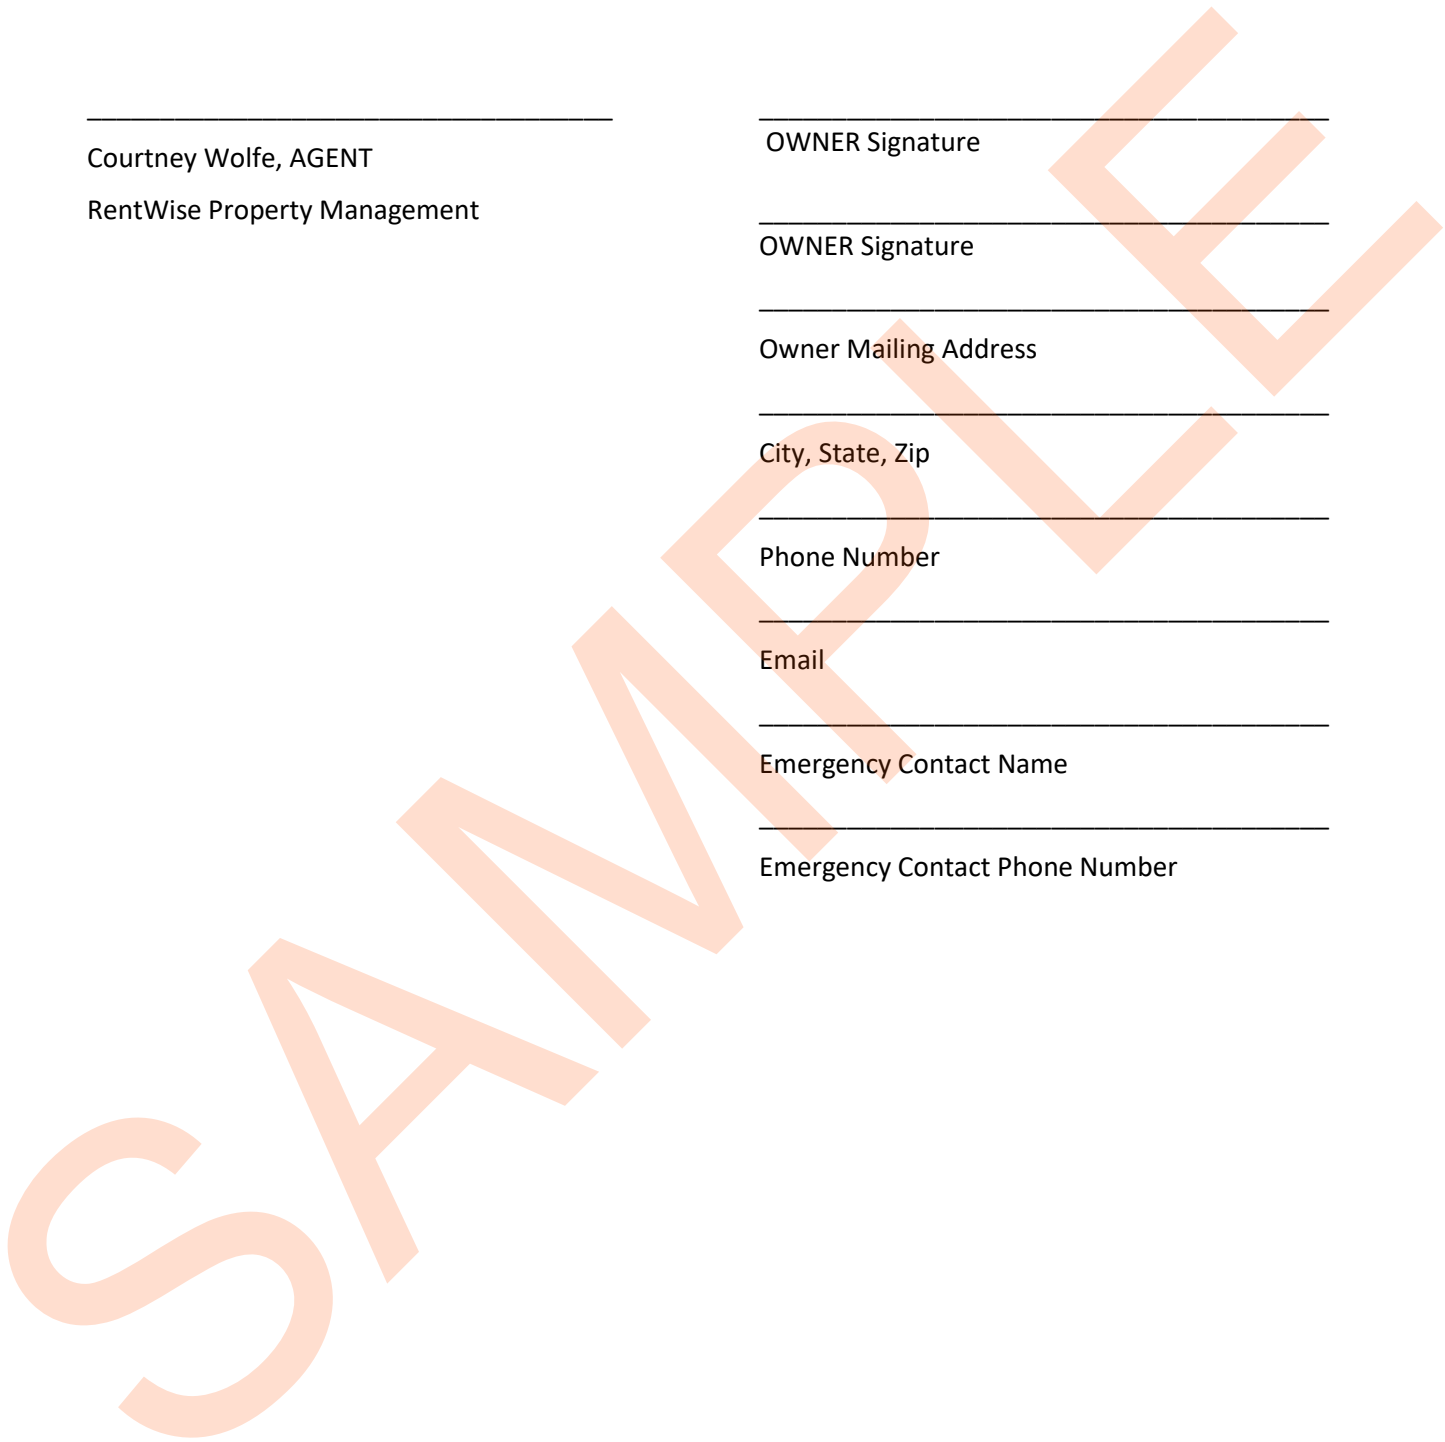 Courtney Wolfe, AGENT
RentWise Property Management
OWNER Signature
OWNER Signature
Owner Mailing Address
City, State, Zip
Phone Number
Email
Emergency Contact Name
Emergency Contact Phone Number
SAMPLE